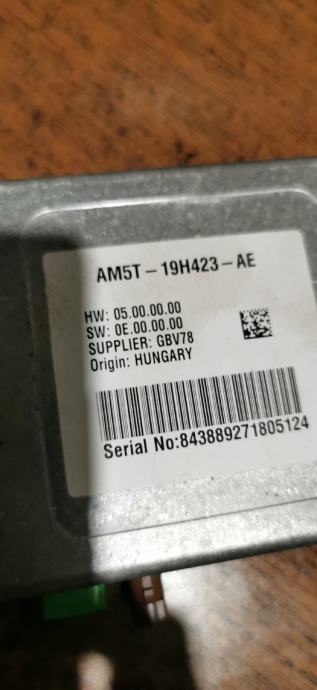 AM5T-19H423-AE
HW: 05.00.00.00
SW: 0E.00.00.00
SUPPLIER: GBV78
Origin: HUNGARY
Serial No:843889271805124